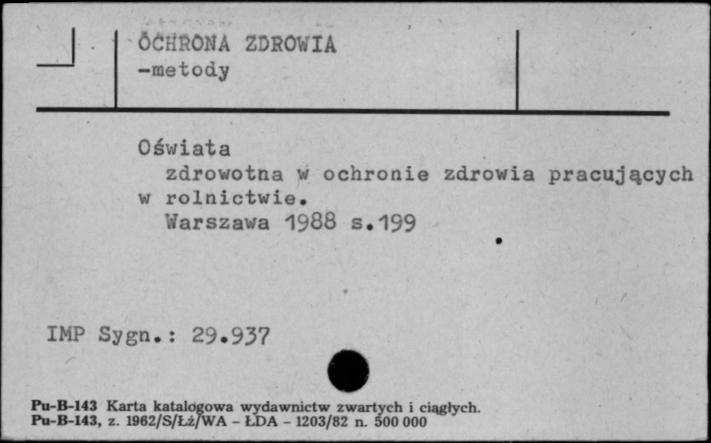 OCHRONA ZDROWIA
-metody
Oświata
zdrowotna w ochronie zdrowia pracujących
w rolnictwie.
Warszawa 1988 s.199
IMP Sygn.: 29.937
Pu-B-143 Karta katalogowa wydawnictw zwartych i ciągłych.
Pu-B-143, z. 1962/S/Łż/WA - ŁDA - 1203/82 n. 500 000